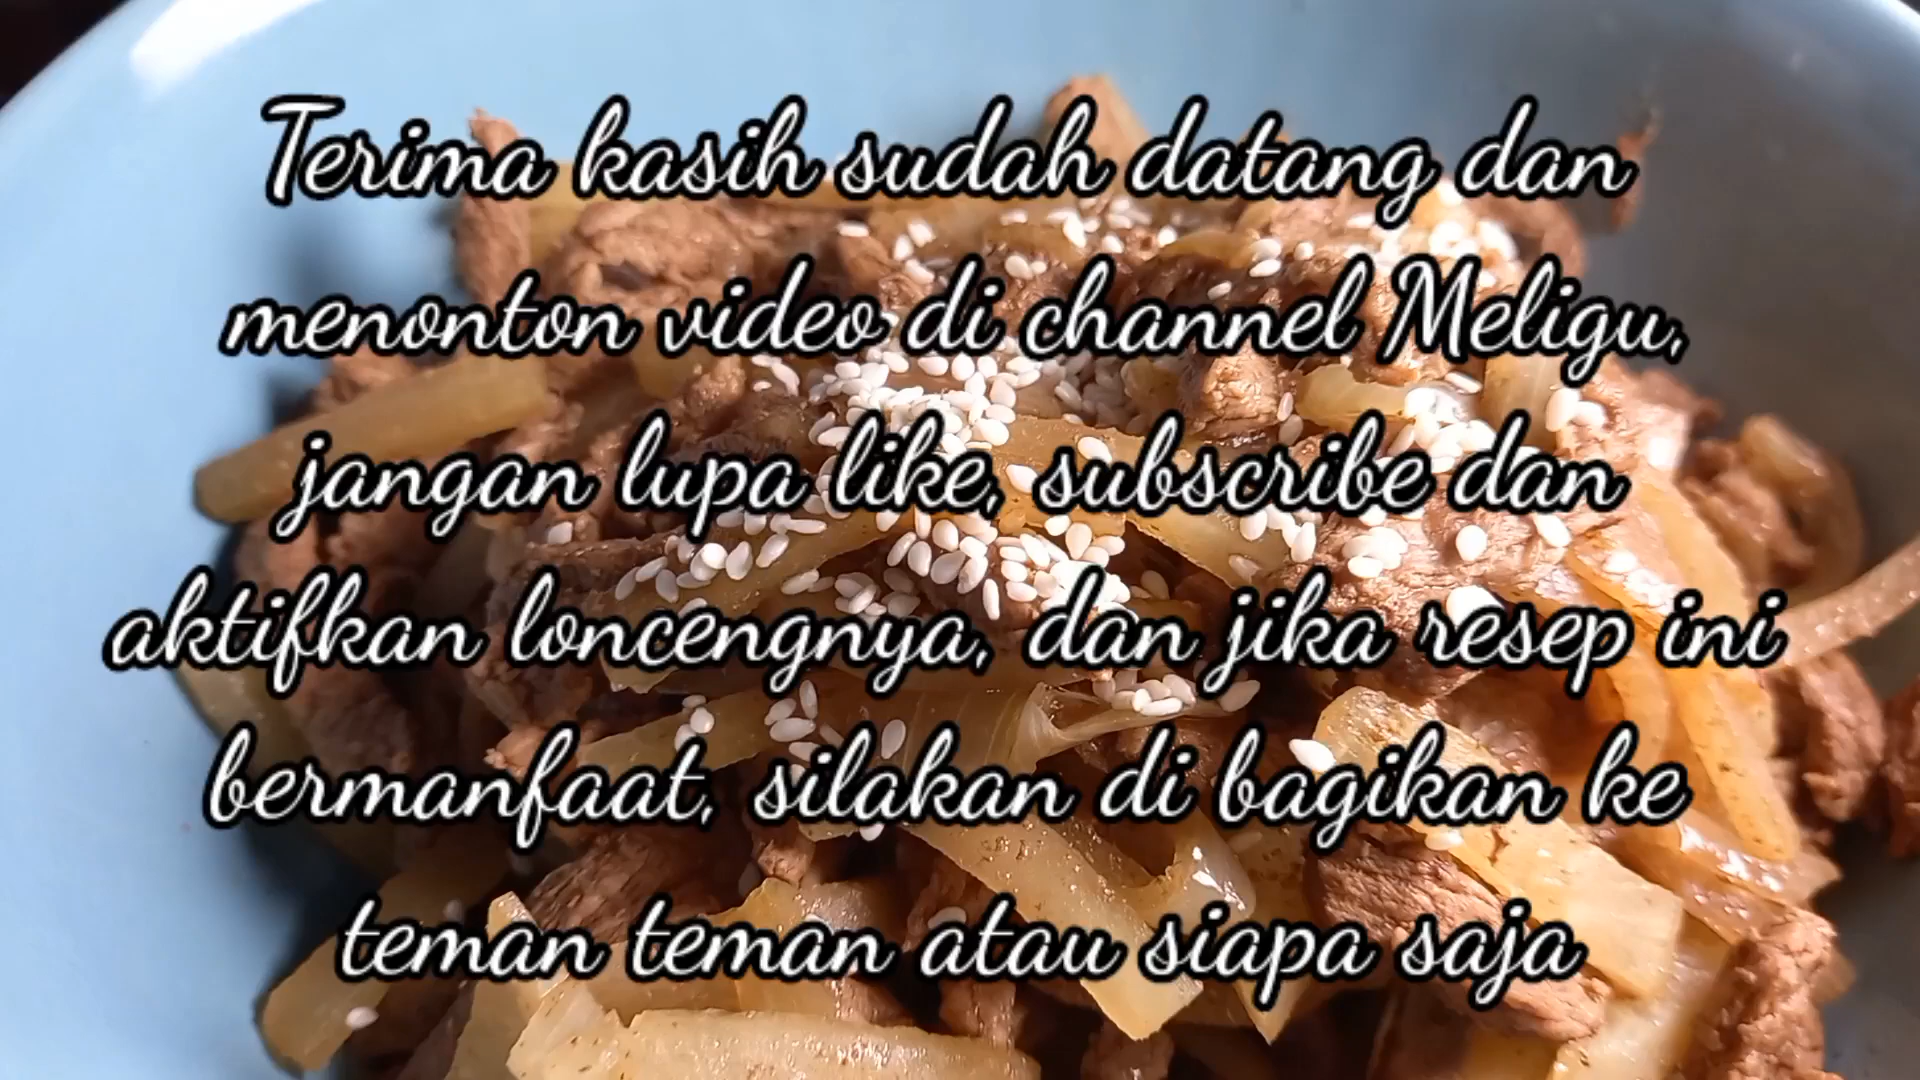 Terima kasih sudah datang dan
menonton video di channel Meligu,
jangan lupa like, subscribe dan
aktifkan loncengnya, dan jika resep ini
bermanfaat, silakan di bagikan ke
teman teman atau siapa saja